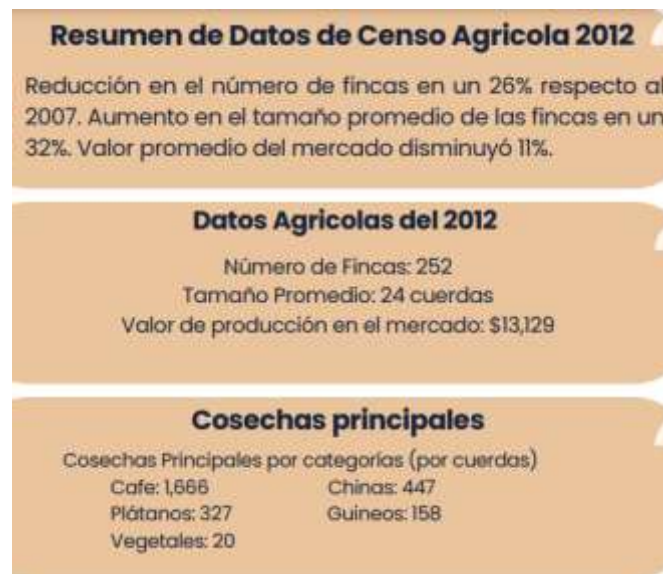 Resumen de Datos de Censo Agricola 2012
Reducción en el número de fincas en un 26% respecto al
2007. Aumento en el tamaño promedio de las fincas en un
32%. Valor promedio del mercado disminuyó 11%.
Datos Agricolas del 2012
Número de Fincas: 252
Tamaño Promedio: 24 cuerdas
Valor de producción en el mercado: $13,129
Cosechas principales
Cosechas Principales por categorías (por cuerdas)
Cafe: 1,666 Chinas: 447
Plátanos: 327 Guineos: 158
Vegetales: 20